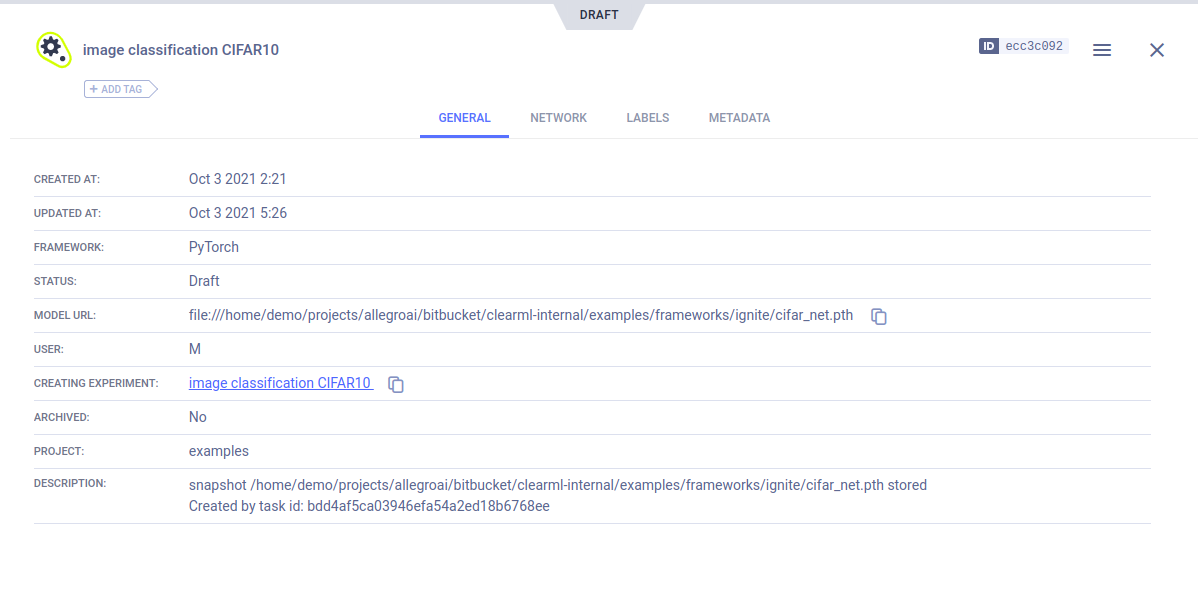 DRAFT
image classification CIFAR10
ID ecc3c092
+ ADD TAG
GENERAL NETWORK LABELS METADATA
CREATED AT: Oct 3 2021 2:21
UPDATED AT: Oct 3 2021 5:26
FRAMEWORK: PyTorch
STATUS: Draft
MODEL URL: file:///home/demo/projects/allegroai/bitbucket/clearml-internal/examples/frameworks/ignite/cifar_net.pth
USER: M
CREATING EXPERIMENT: image classification CIFAR10
ARCHIVED: No
PROJECT: examples
DESCRIPTION: snapshot /home/demo/projects/allegroai/bitbucket/clearml-internal/examples/frameworks/ignite/cifar_net.pth stored
Created by task id: bdd4af5ca03946efa54a2ed18b6768ee